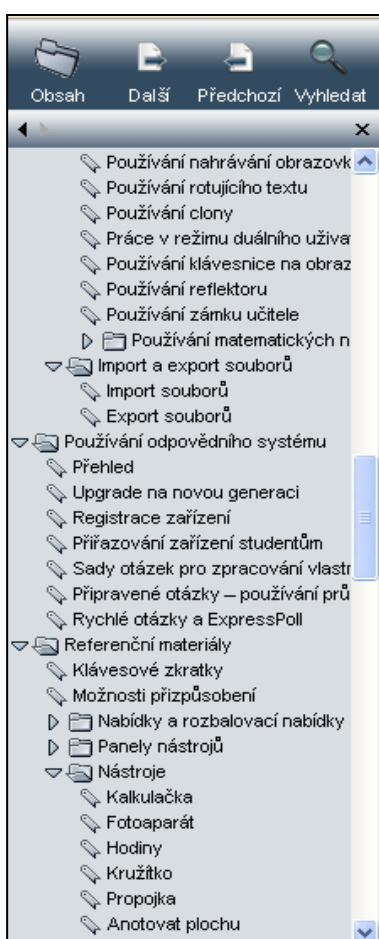 Obsah Další Předchozí Vyhledat
Používání nahrávání obrazovk
Používání rotujícího textu
Používání clony
Práce v režimu duálního uživa
Používání klávesnice na obraz
Používání reflektoru
Používání zámku učitele
Používání matematických n
Import a export souborů
Import souborů
Export souborů
Používání odpovědního systému
Přehled
Upgrade na novou generaci
Registrace zařízení
Přiřazování zařízení studentům
Sady otázek pro zpracování vlastr
Připravené otázky – používání prů
Rychlé otázky a ExpressPoll
Referenční materiály
Klávesové zkratky
Možnosti přizpůsobení
Nabídky a rozbalovací nabídky
Panely nástrojů
Nástroje
Kalkulačka
Fotoaparát
Hodiny
Kružítko
Propojka
Anotovat plochu